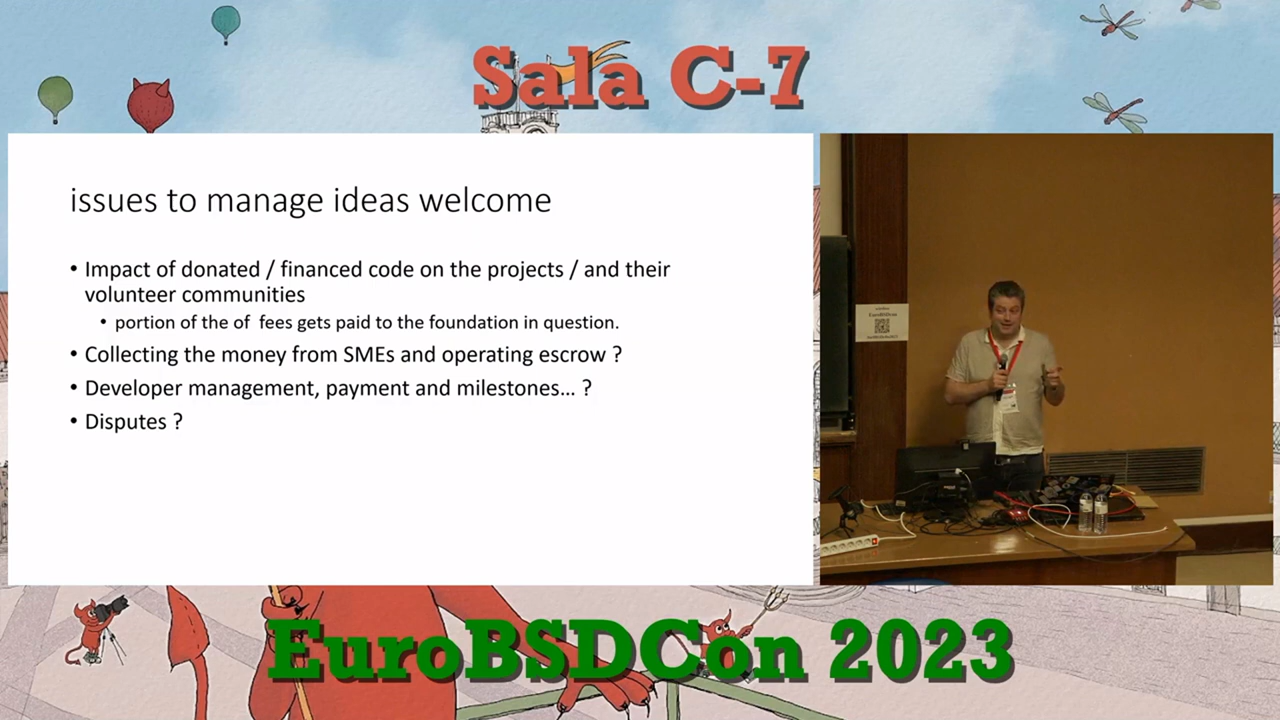 Sala C-7
issues to manage ideas welcome
• Impact of donated / financed code on the projects / and their
volunteer communities
• portion of the of fees gets paid to the foundation in question.
• Collecting the money from SMEs and operating escrow ?
• Developer management, payment and milestones... ?
• Disputes ?
EuroBSDcon
EuroBSDCon 2023